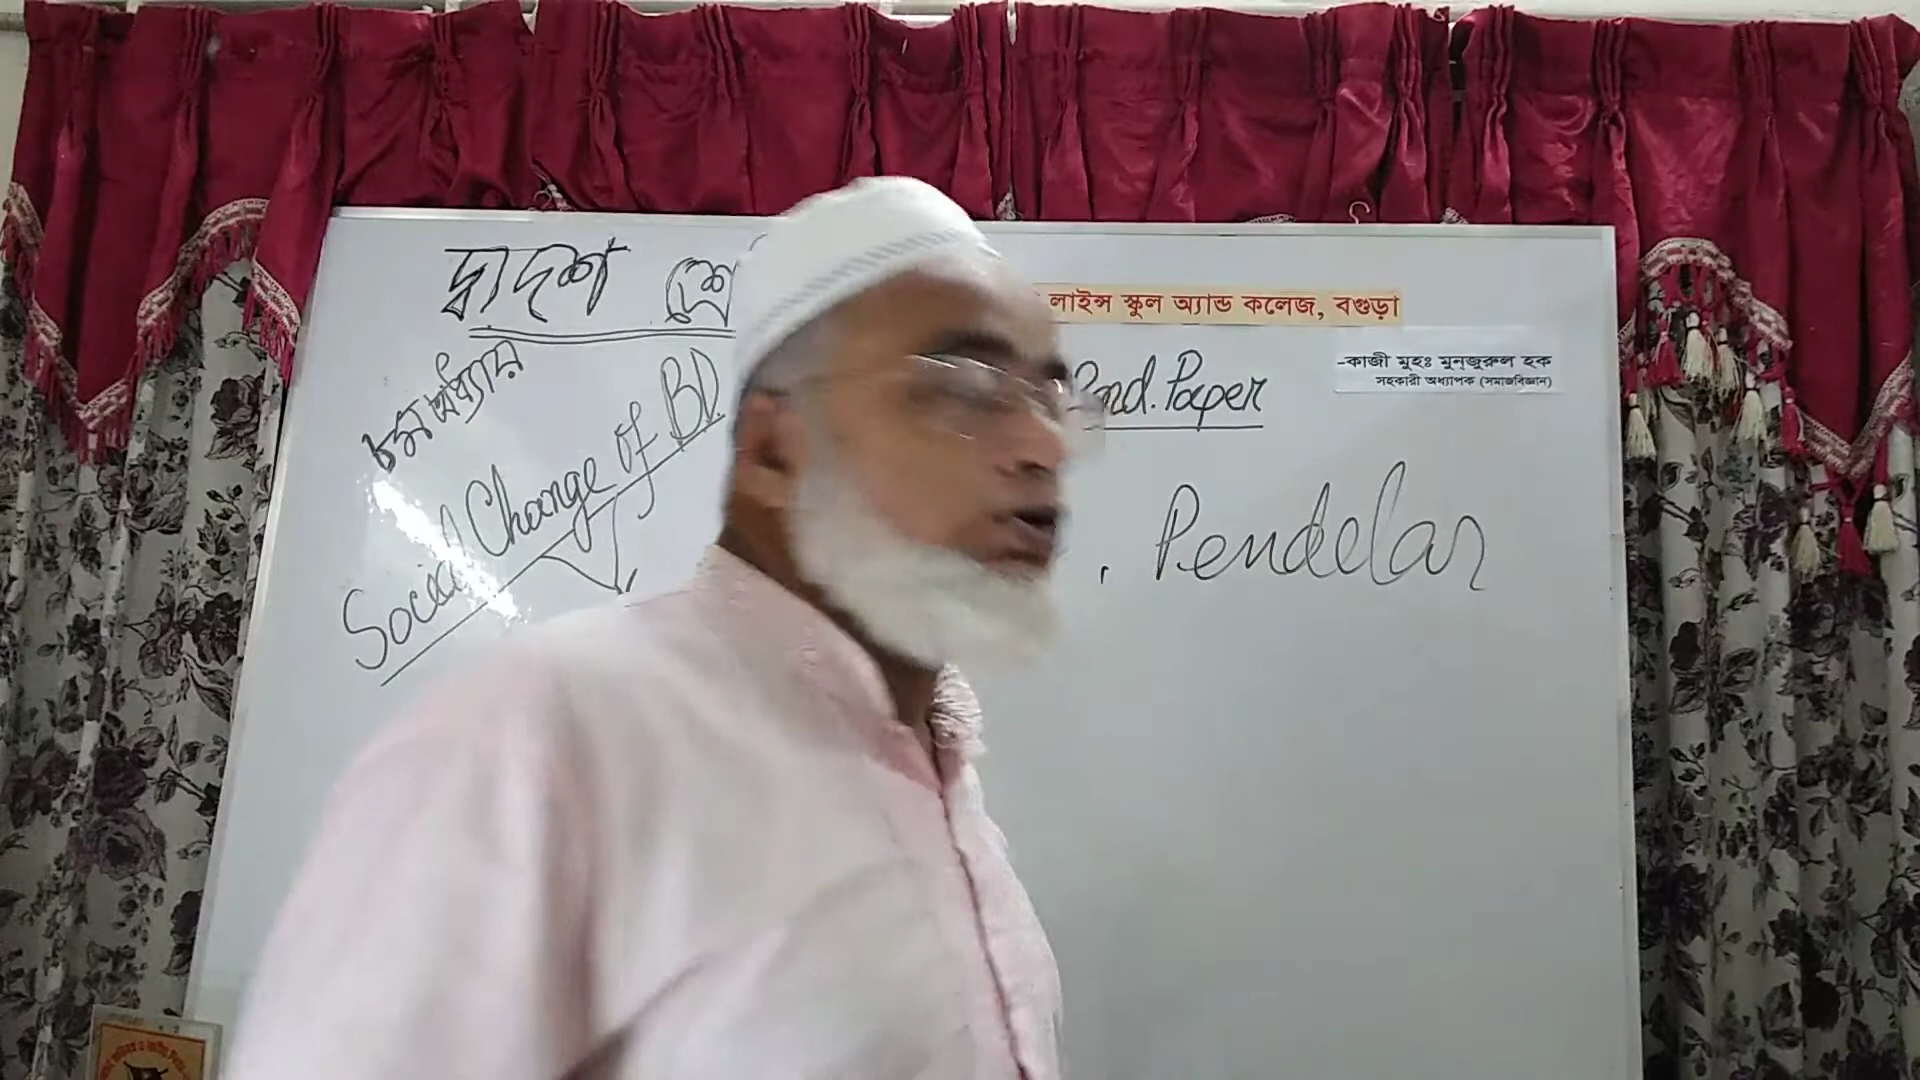 দ্বাদশ শ্রে
লাইন্স স্কুল অ্যান্ড কলেজ, বগুড়া
-কাজী মুহঃ মুনজুরুল হক
সহকারী অধ্যাপক (সমাজবিজ্ঞান)
2nd. Paper
৮ম অধ্যায়
Social Change of BD
, Pendelar